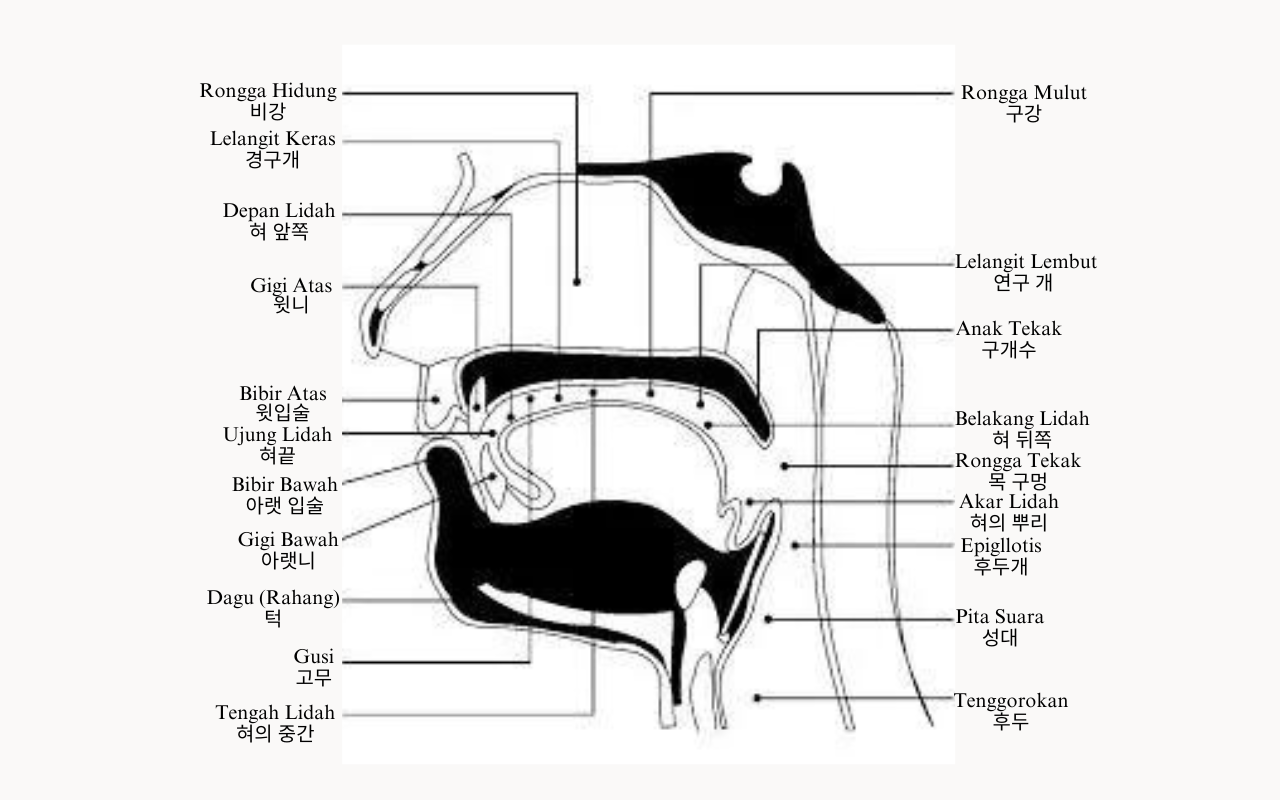 Rongga Hidung
비강
Lelangit Keras
경구개
Depan Lidah
혀 앞쪽
Gigi Atas
윗니
Bibir Atas
윗입술
Ujung Lidah
혀끝
Bibir Bawah
아랫 입술
Gigi Bawah
아랫니
Dagu (Rahang)
턱
Gusi
고무
Tengah Lidah
혀의 중간
Rongga Mulut
구강
Lelangit Lembut
연구 개
Anak Tekak
구개수
Belakang Lidah
혀 뒤쪽
Rongga Tekak
목 구멍
Akar Lidah
혀의 뿌리
Epigllotis
후두개
Pita Suara
성대
Tenggorokan
후두